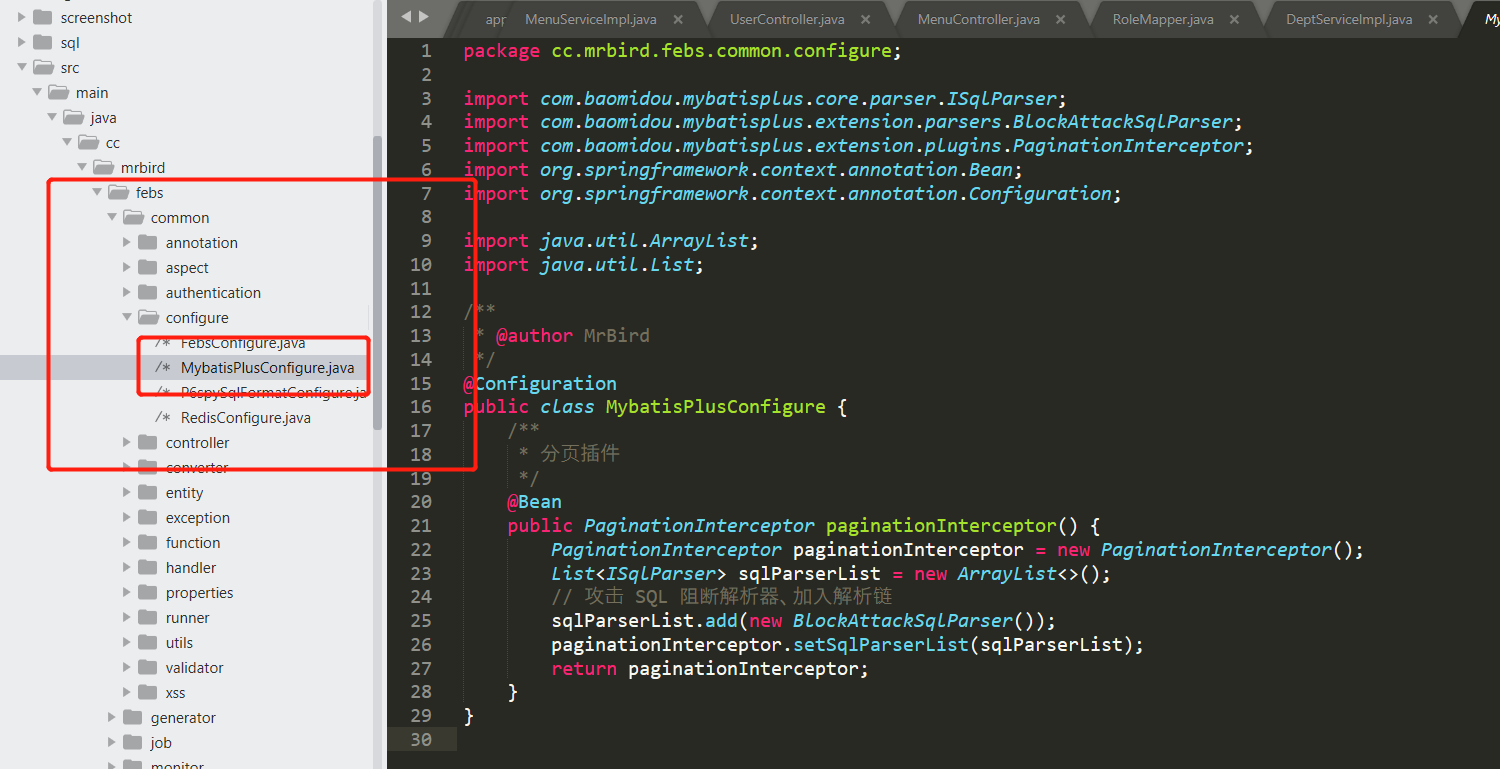 screenshot
sql
src
main
java
cc
mrbird
febs
common
annotation
aspect
authentication
configure
/* FebsConfigure.java
/* MybatisPlusConfigure.java
/* P6spySqlFormatConfigure.ja
/* RedisConfigure.java
controller
converter
entity
exception
function
handler
properties
runner
utils
validator
xss
generator
job
monitor
apr MenuServiceImpl.java × UserController.java × MenuController.java × RoleMapper.java × DeptServiceImpl.java × My
1 package cc.mrbird.febs.common.configure;
2
3 import com.baomidou.mybatisplus.core.parser.ISqlParser;
4 import com.baomidou.mybatisplus.extension.parsers.BlockAttackSqlParser;
5 import com.baomidou.mybatisplus.extension.plugins.PaginationInterceptor;
6 import org.springframework.context.annotation.Bean;
7 import org.springframework.context.annotation.Configuration;
8
9 import java.util.ArrayList;
10 import java.util.List;
11
12 /**
13 * @author MrBird
14 */
15 @Configuration
16 public class MybatisPlusConfigure {
17 /**
18 * 分页插件
19 */
20 @Bean
21 public PaginationInterceptor paginationInterceptor() {
22 PaginationInterceptor paginationInterceptor = new PaginationInterceptor();
23 List<ISqlParser> sqlParserList = new ArrayList<>();
24 // 攻击 SQL 阻断解析器、加入解析链
25 sqlParserList.add(new BlockAttackSqlParser());
26 paginationInterceptor.setSqlParserList(sqlParserList);
27 return paginationInterceptor;
28 }
29 }
30